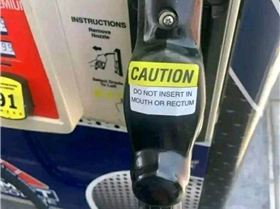 INSTRUCTIONS
Remove
Nozzle
CAUTION
DO NOT INSERT IN
MOUTH OR RECTUM
91